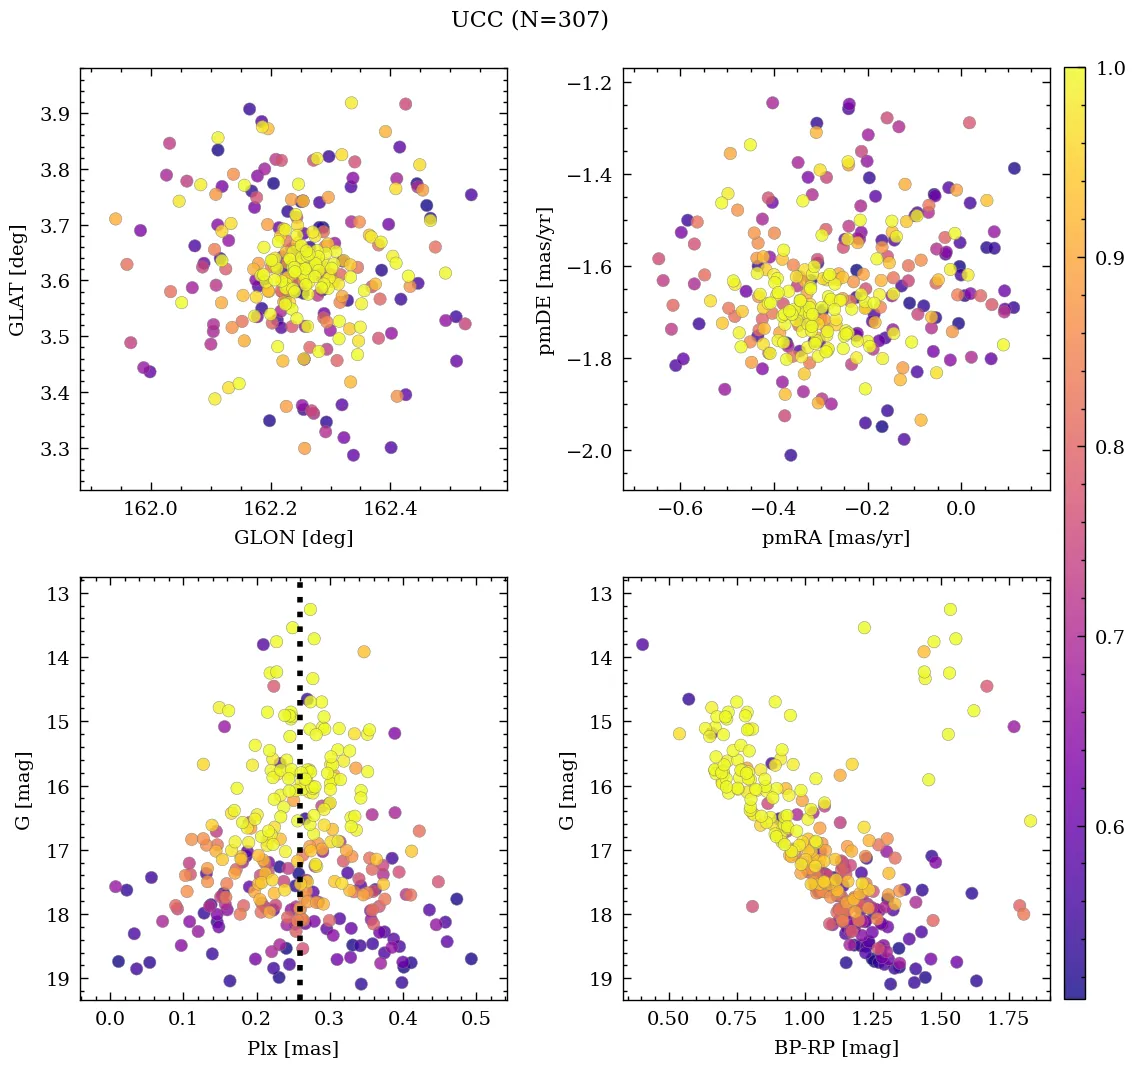 UCC (N=307)
3.9
3.8
3.7
3.6
3.5
3.4
3.3
GLAT [deg]
162.0 162.2 162.4
GLON [deg]
−1.2
−1.4
−1.6
−1.8
−2.0
pmDE [mas/yr]
−0.6 −0.4 −0.2 0.0
pmRA [mas/yr]
13
14
15
16
17
18
19
G [mag]
0.0 0.1 0.2 0.3 0.4 0.5
Plx [mas]
13
14
15
16
17
18
19
G [mag]
0.50 0.75 1.00 1.25 1.50 1.75
BP-RP [mag]
1.0
0.9
0.8
0.7
0.6